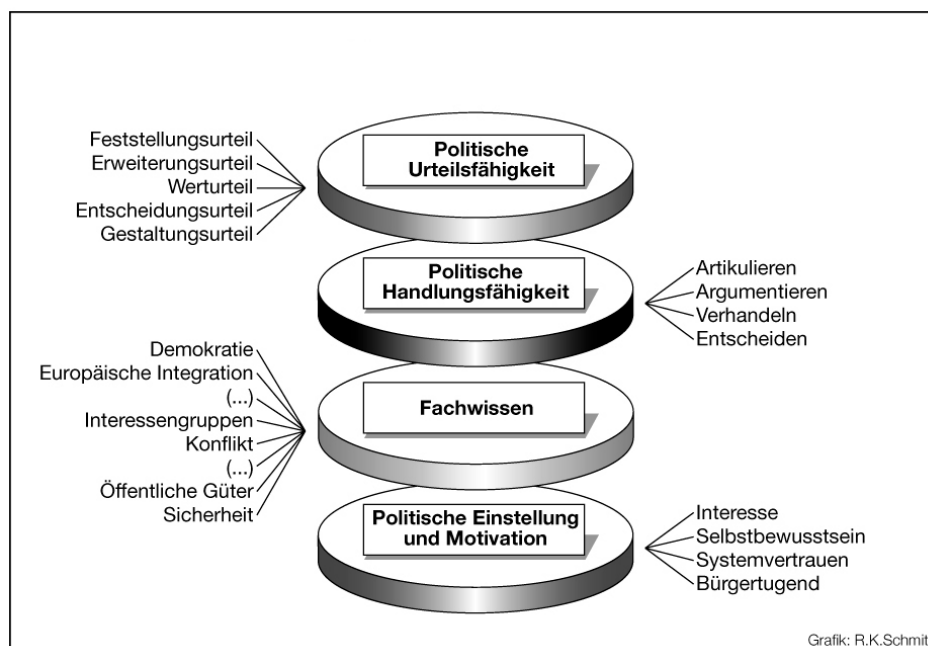 Feststellungsurteil
Erweiterungsurteil
Werturteil
Entscheidungsurteil
Gestaltungsurteil
Politische
Urteilsfähigkeit
Politische
Handlungsfähigkeit
Artikulieren
Argumentieren
Verhandeln
Entscheiden
Demokratie
Europäische Integration
(...)
Interessengruppen
Konflikt
(...)
Öffentliche Güter
Sicherheit
Fachwissen
Politische Einstellung
und Motivation
Interesse
Selbstbewusstsein
Systemvertrauen
Bürgertugend
Grafik: R.K.Schmit